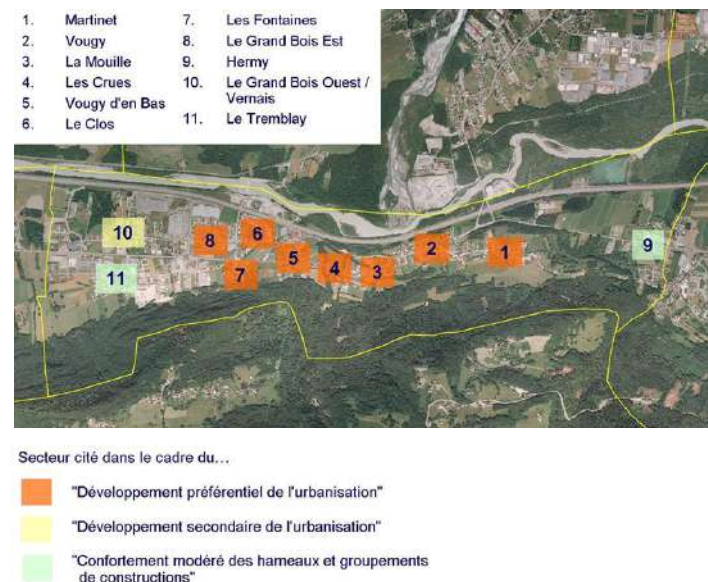 1. Martinet
2. Vougy
3. La Mouille
4. Les Crues
5. Vougy d'en Bas
6. Le Clos
7. Les Fontaines
8. Le Grand Bois Est
9. Hermy
10. Le Grand Bois Ouest /
Vernais
11. Le Tremblay
10
8
6
2
1
9
11
7
5
4
3
Secteur cité dans le cadre du...
"Développement préférentiel de l'urbanisation"
"Développement secondaire de l'urbanisation"
"Confortement modéré des hameaux et groupements
de constructions"